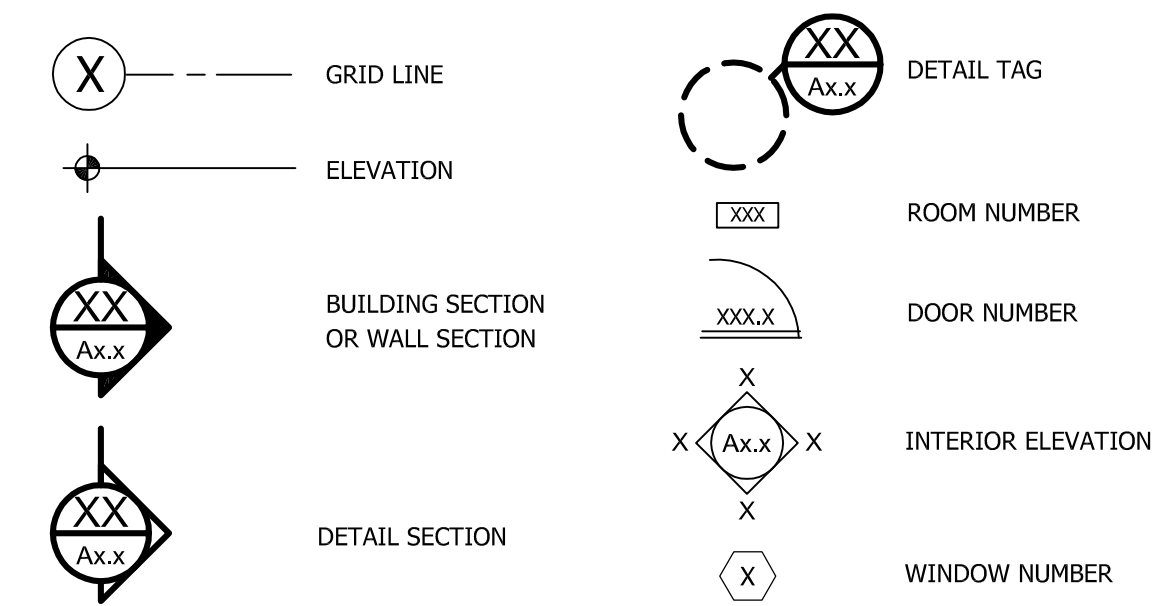 X
GRID LINE
ELEVATION
XX
Ax.x
BUILDING SECTION
OR WALL SECTION
XX
Ax.x
DETAIL SECTION
XX
Ax.x
DETAIL TAG
XXX
ROOM NUMBER
XXX.X
DOOR NUMBER
X
X Ax.x X
X
INTERIOR ELEVATION
X
WINDOW NUMBER